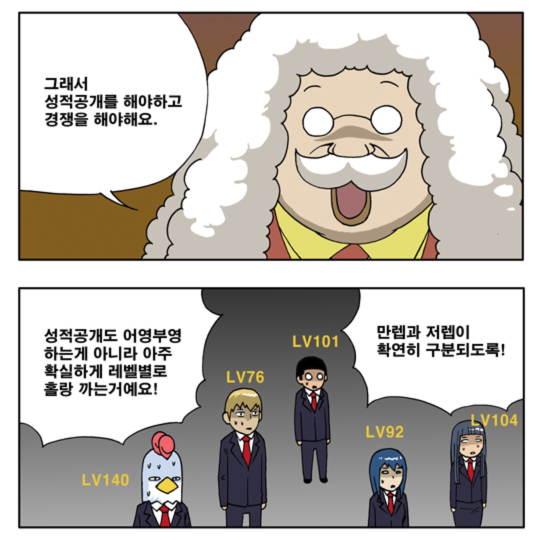 그래서
성적공개를 해야하고
경쟁을 해야해요.
성적공개도 어영부영
하는게 아니라 아주
확실하게 레벨별로
홀랑 까는거예요!
만렙과 저렙이
확연히 구분되도록!
LV101
LV76
LV104
LV92
LV140